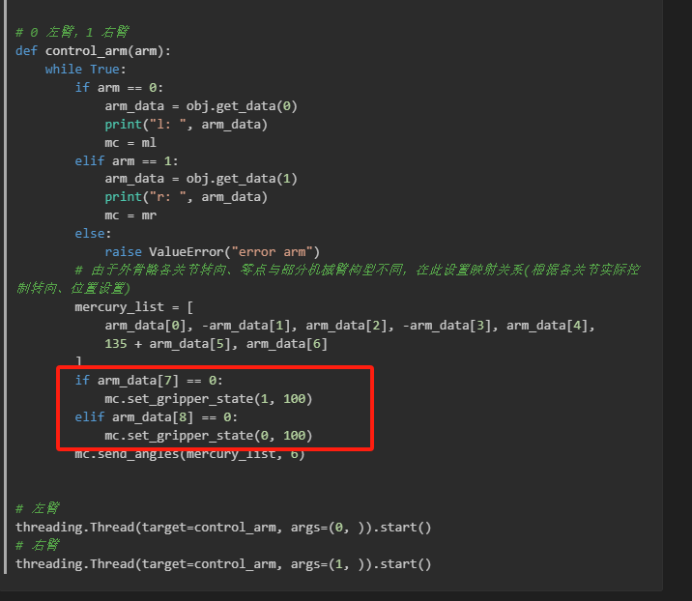 # 0 左臂，1 右臂
def control_arm(arm):
    while True:
        if arm == 0:
            arm_data = obj.get_data(0)
            print("l: ", arm_data)
            mc = ml
        elif arm == 1:
            arm_data = obj.get_data(1)
            print("r: ", arm_data)
            mc = mr
        else:
            raise ValueError("error arm")
        # 由于外骨骼各关节转向、零点与部分机械臂构型不同，在此设置映射关系(根据各关节实际控
制转向、位置设置)
        mercury_list = [
            arm_data[0], -arm_data[1], arm_data[2], -arm_data[3], arm_data[4],
            135 + arm_data[5], arm_data[6]
        ]
        if arm_data[7] == 0:
            mc.set_gripper_state(1, 100)
        elif arm_data[8] == 0:
            mc.set_gripper_state(0, 100)
        mc.send_angles(mercury_list, 6)
# 左臂
threading.Thread(target=control_arm, args=(0, )).start()
# 右臂
threading.Thread(target=control_arm, args=(1, )).start()